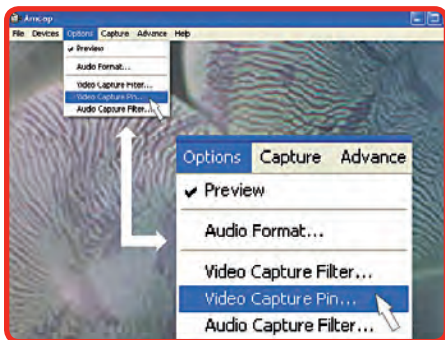 Amcap
File Devices Options Capture Advance Help
Preview
Audio Format...
Video Capture Filter...
Video Capture Pin...
Audio Capture Filter...
Options Capture Advance
Preview
Audio Format...
Video Capture Filter...
Video Capture Pin...
Audio Capture Filter...